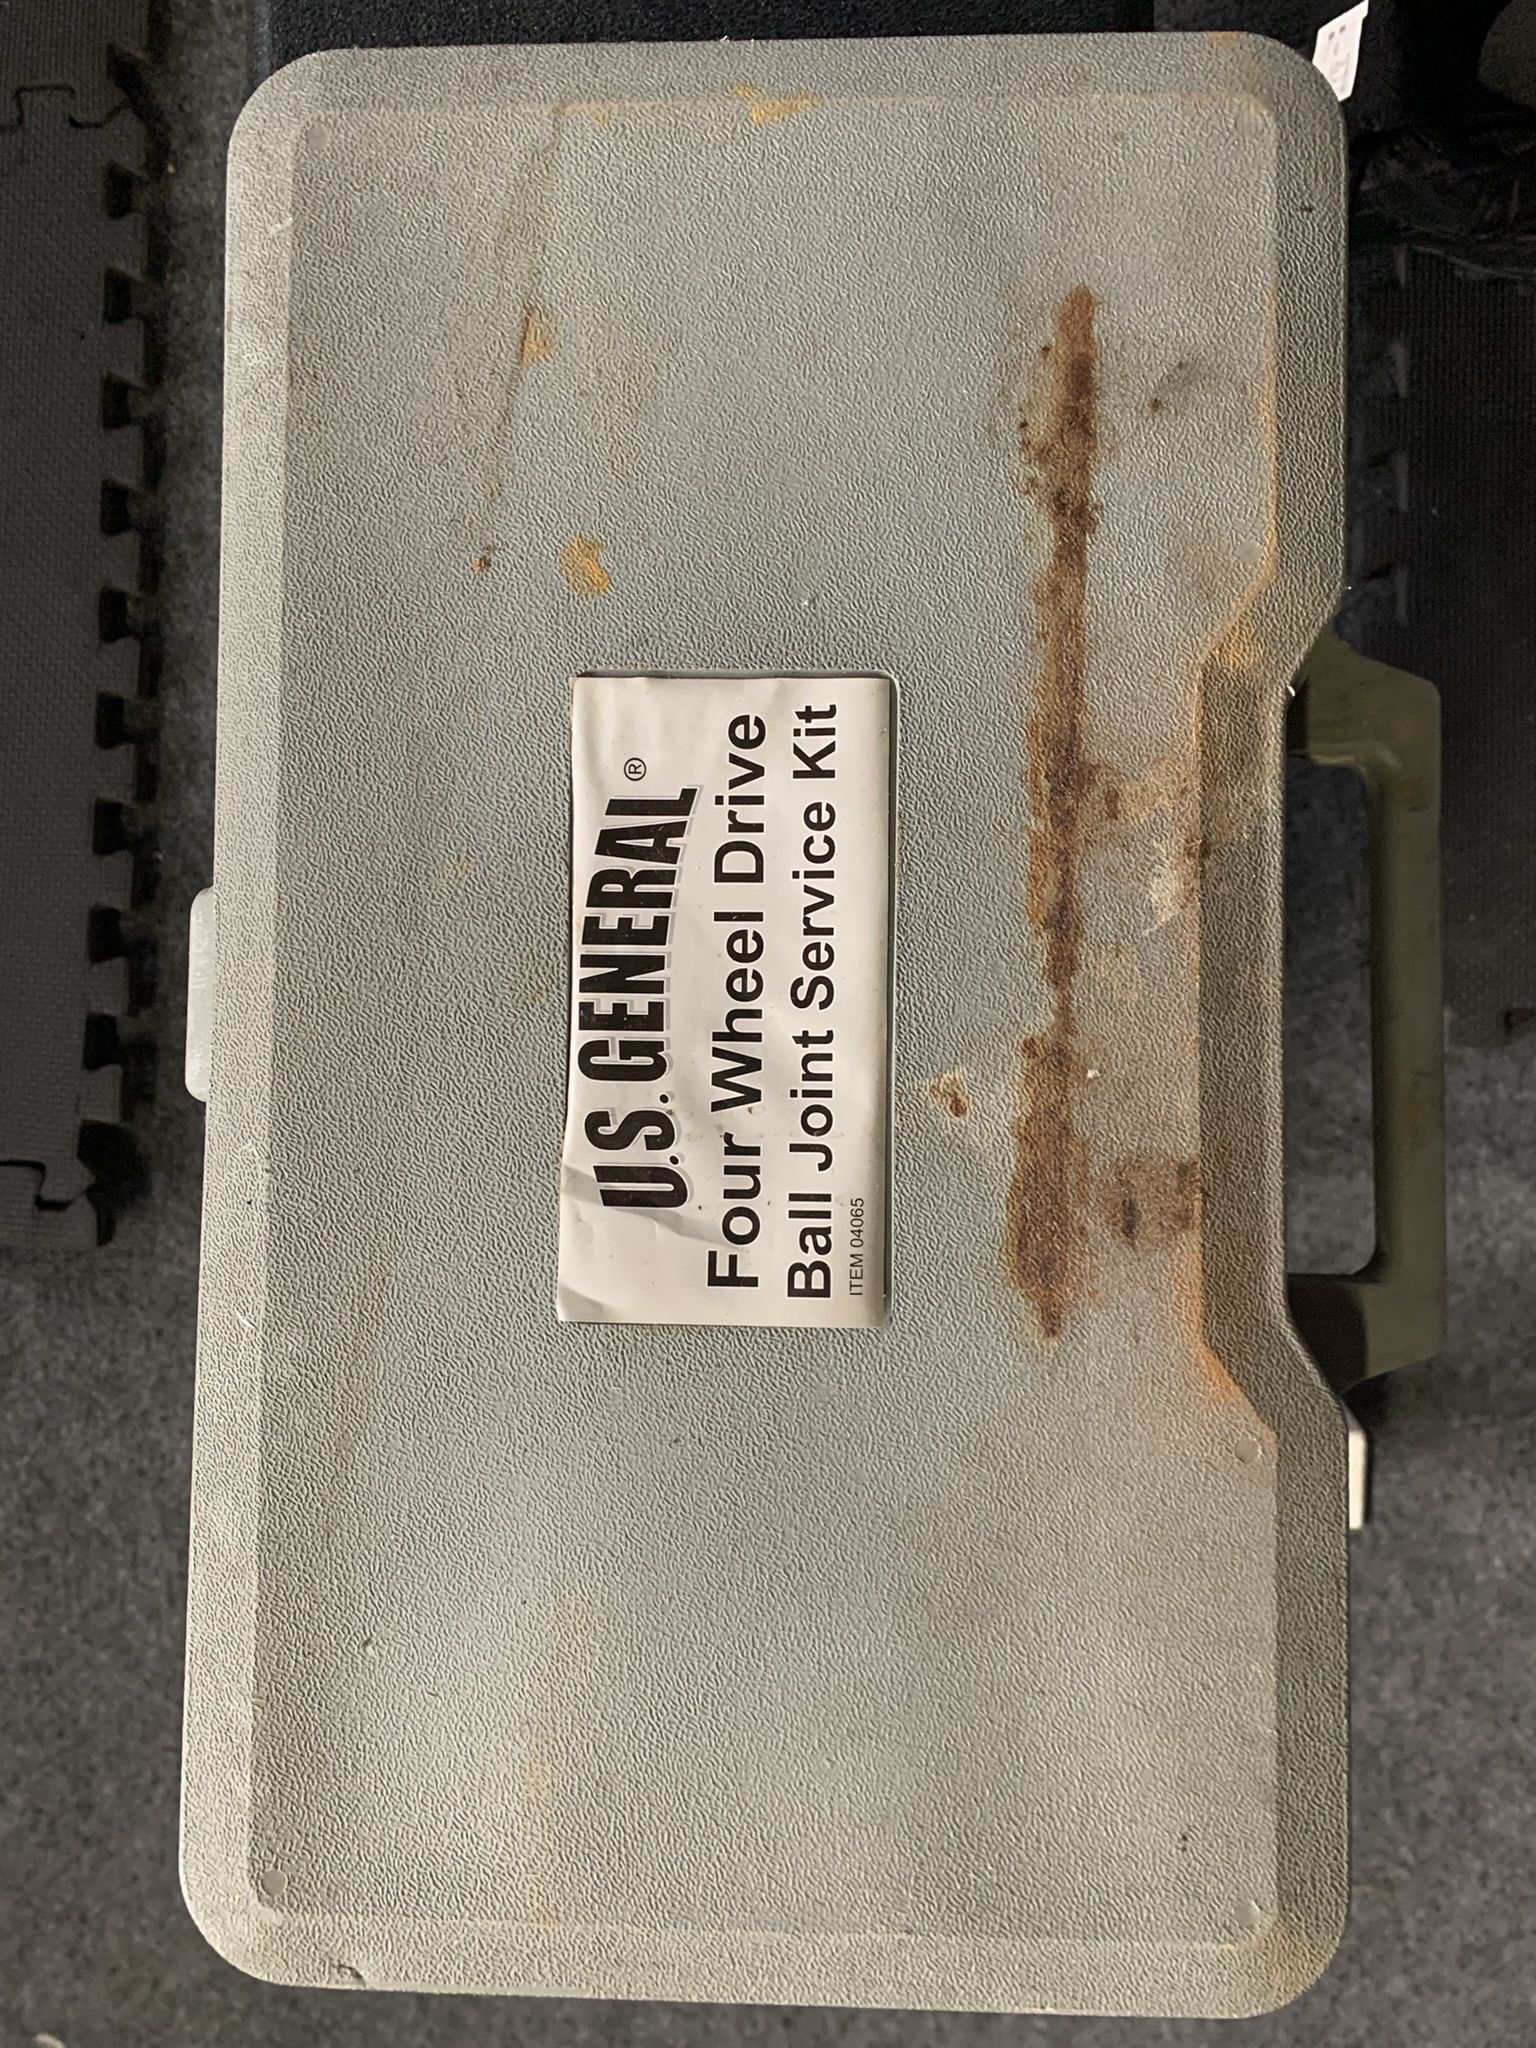 U.S. GENERAL®
Four Wheel Drive
Ball Joint Service Kit
ITEM 04065